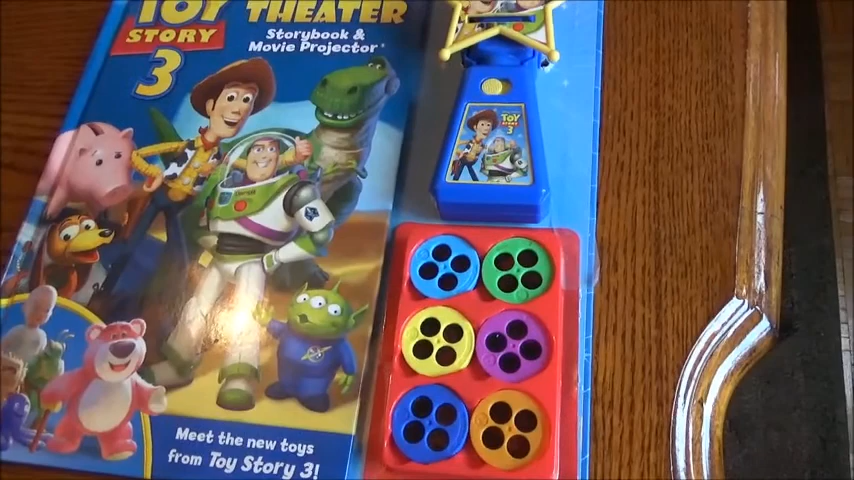 TOY
STORY
3
THEATER
Storybook &
Movie Projector
TOY
STORY
3
Meet the new toys
from Toy Story 3!